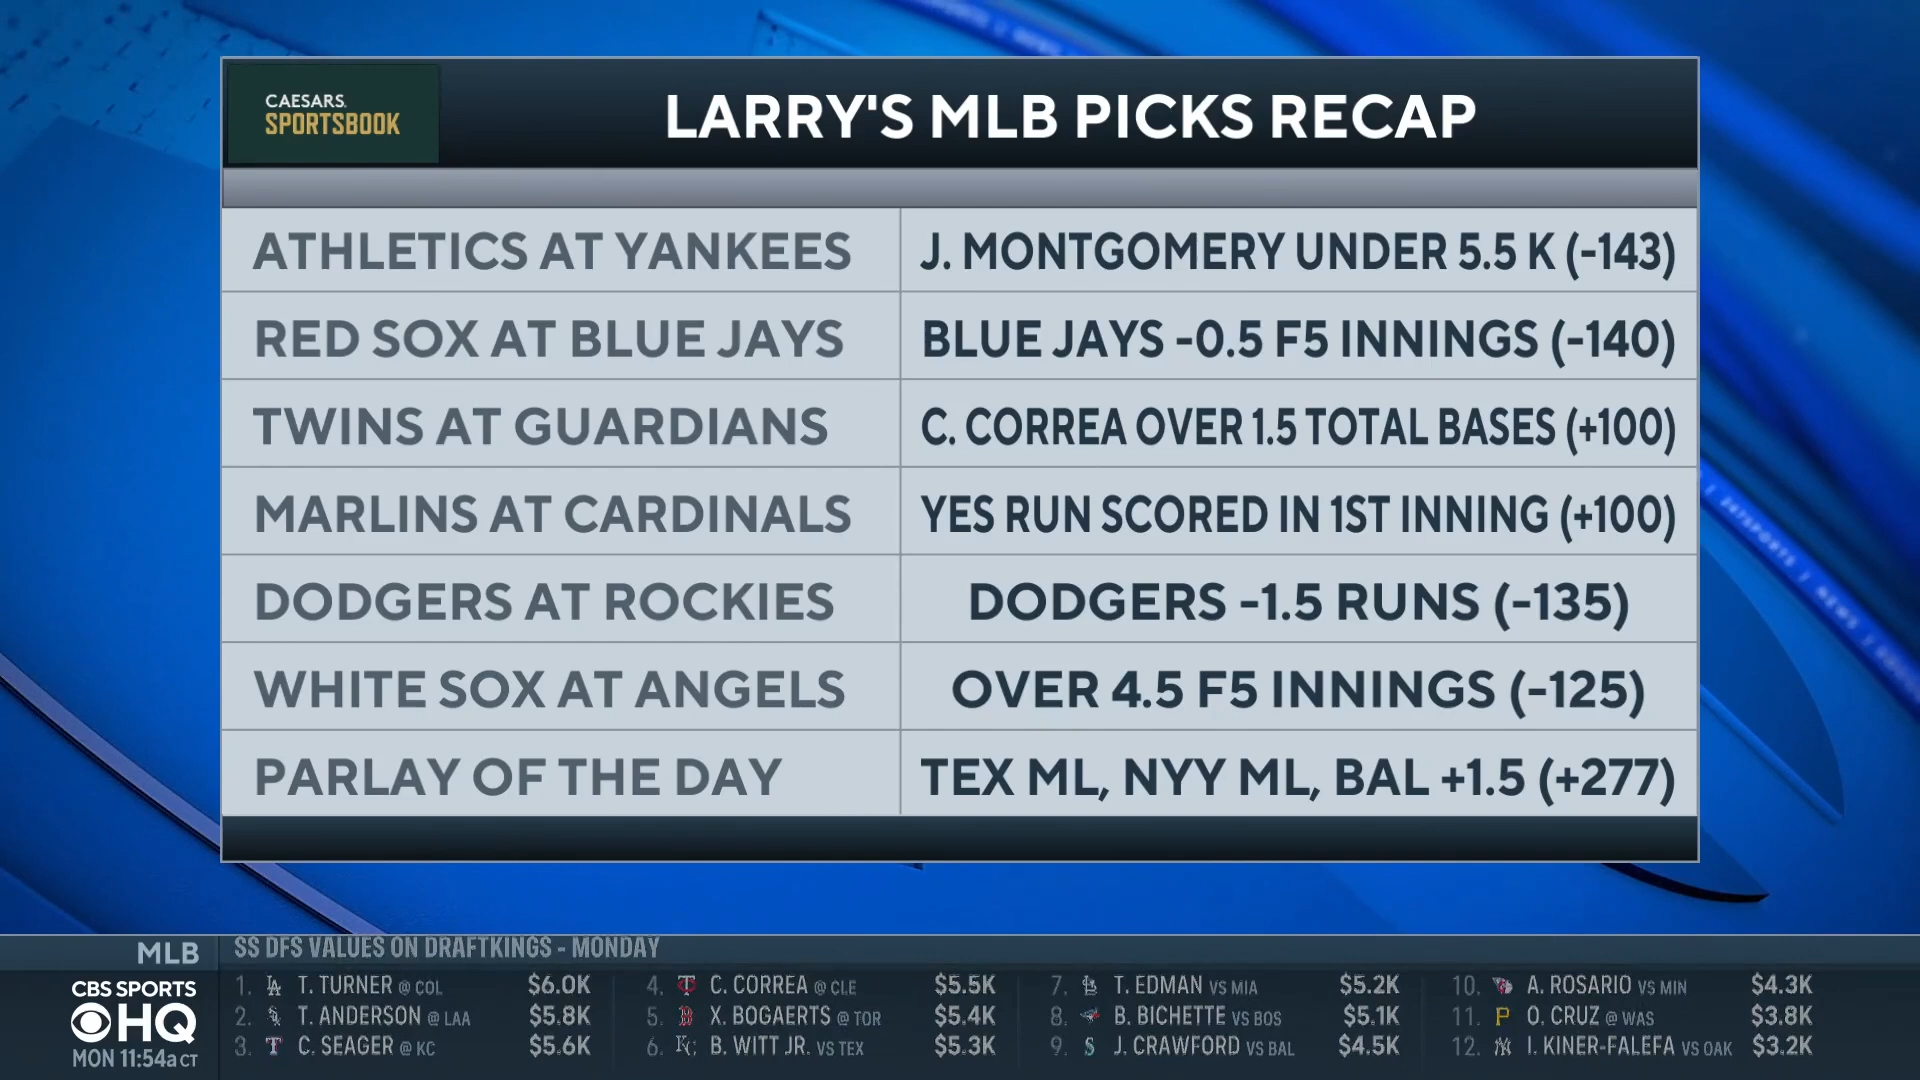 CAESARS
SPORTSBOOK
LARRY'S MLB PICKS RECAP
ATHLETICS AT YANKEES J. MONTGOMERY UNDER 5.5 K (-143)
RED SOX AT BLUE JAYS BLUE JAYS -0.5 F5 INNINGS (-140)
TWINS AT GUARDIANS C. CORREA OVER 1.5 TOTAL BASES (+100)
MARLINS AT CARDINALS YES RUN SCORED IN 1ST INNING (+100)
DODGERS AT ROCKIES DODGERS -1.5 RUNS (-135)
WHITE SOX AT ANGELS OVER 4.5 F5 INNINGS (-125)
PARLAY OF THE DAY TEX ML, NYY ML, BAL +1.5 (+277)
MLB SS DFS VALUES ON DRAFTKINGS - MONDAY
CBS SPORTS
HQ
MON 11:54a CT
1. T. TURNER @ COL $6.0K 4. C. CORREA @ CLE $5.5K 7. T. EDMAN VS MIA $5.2K 10. A. ROSARIO VS MIN $4.3K
2. T. ANDERSON @ LAA $5.8K 5. X. BOGAERTS @ TOR $5.4K 8. B. BICHETTE VS BOS $5.1K 11. O. CRUZ @ WAS $3.8K
3. C. SEAGER @ KC $5.6K 6. B. WITT JR. VS TEX $5.3K 9. J. CRAWFORD VS BAL $4.5K 12. I. KINER-FALEFA VS OAK $3.2K